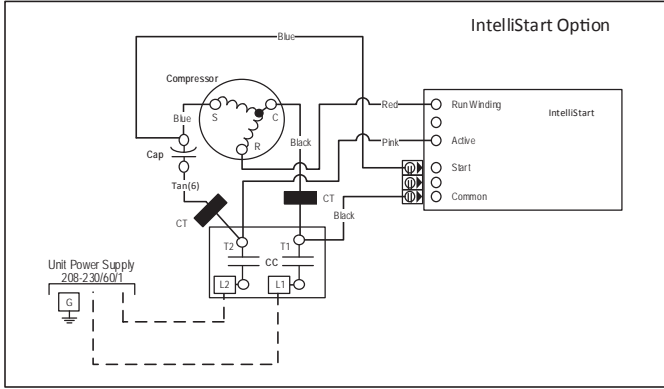 IntelliStart Option
Blue
Compressor
S
C
R
Blue
Black
Red
Pink
Run Winding
IntelliStart
Active
Start
Common
Cap
Tan(6)
CT
CT
Black
T2
T1
CC
L2
L1
Unit Power Supply
208-230/60/1
G